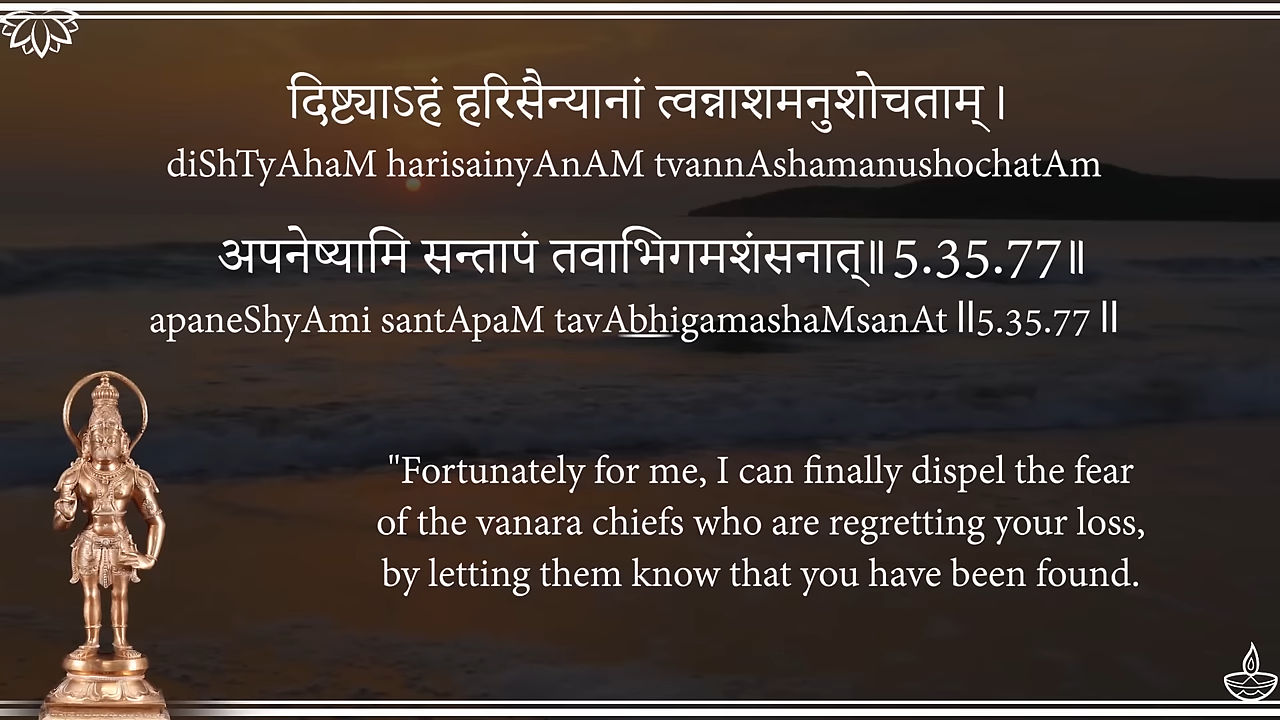 दिष्ट्याऽहं हरिसैन्यानां त्वन्नाशमनुशोचताम् ।
diShTyAhaM harisainyAnAM tvannAshamanushochatAm
अपनेष्यामि सन्तापं तवाभिगमशंसनात्॥ 5.35.77॥
apaneShyAmi santApaM tavAbhigamashaMsanAt ॥5.35.77 ॥
"Fortunately for me, I can finally dispel the fear
of the vanara chiefs who are regretting your loss,
by letting them know that you have been found.